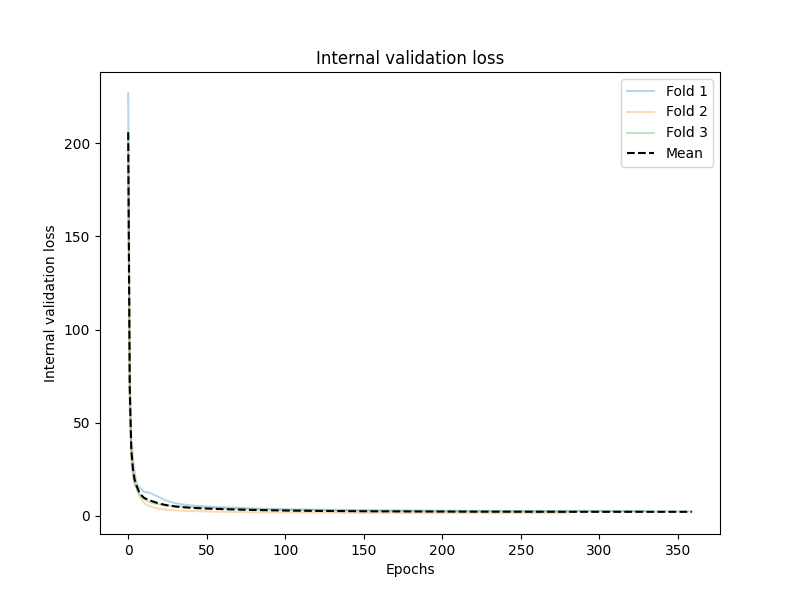 Internal validation loss
Fold 1
Fold 2
Fold 3
Mean
Internal validation loss
200
150
100
50
0
0 50 100 150 200 250 300 350
Epochs